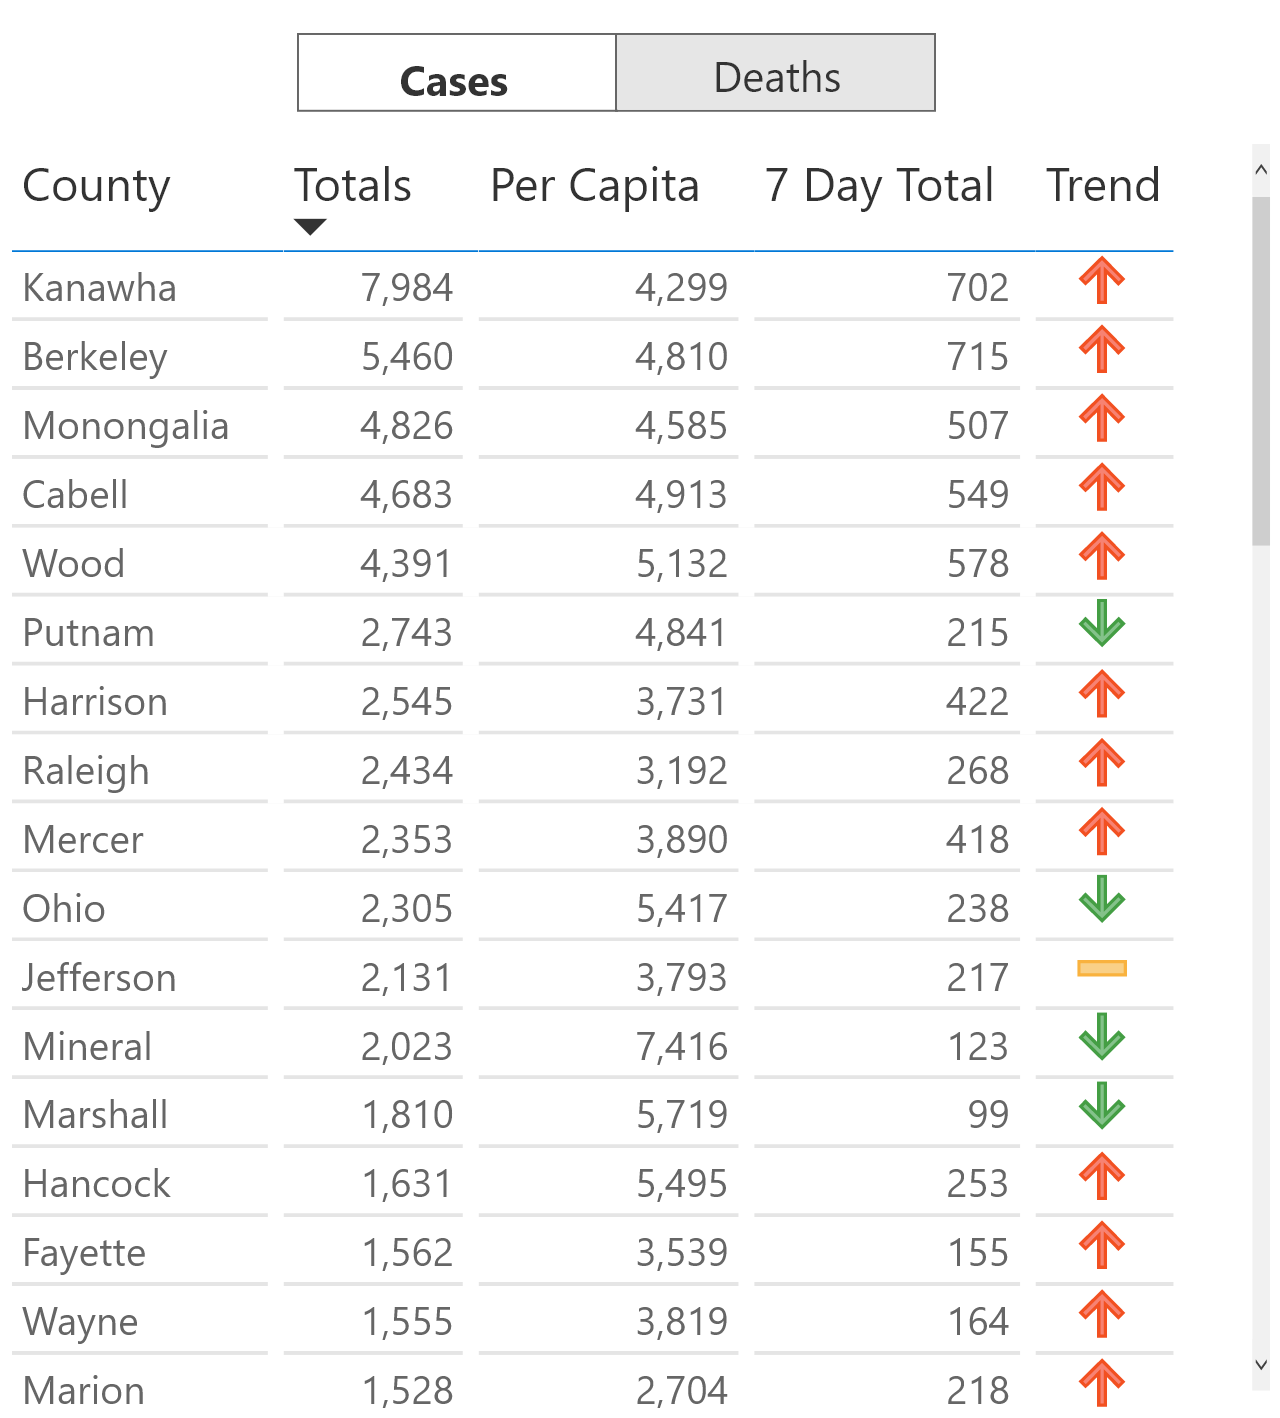 Cases Deaths
County Totals Per Capita 7 Day Total Trend
Kanawha 7,984 4,299 702
Berkeley 5,460 4,810 715
Monongalia 4,826 4,585 507
Cabell 4,683 4,913 549
Wood 4,391 5,132 578
Putnam 2,743 4,841 215
Harrison 2,545 3,731 422
Raleigh 2,434 3,192 268
Mercer 2,353 3,890 418
Ohio 2,305 5,417 238
Jefferson 2,131 3,793 217
Mineral 2,023 7,416 123
Marshall 1,810 5,719 99
Hancock 1,631 5,495 253
Fayette 1,562 3,539 155
Wayne 1,555 3,819 164
Marion 1,528 2,704 218